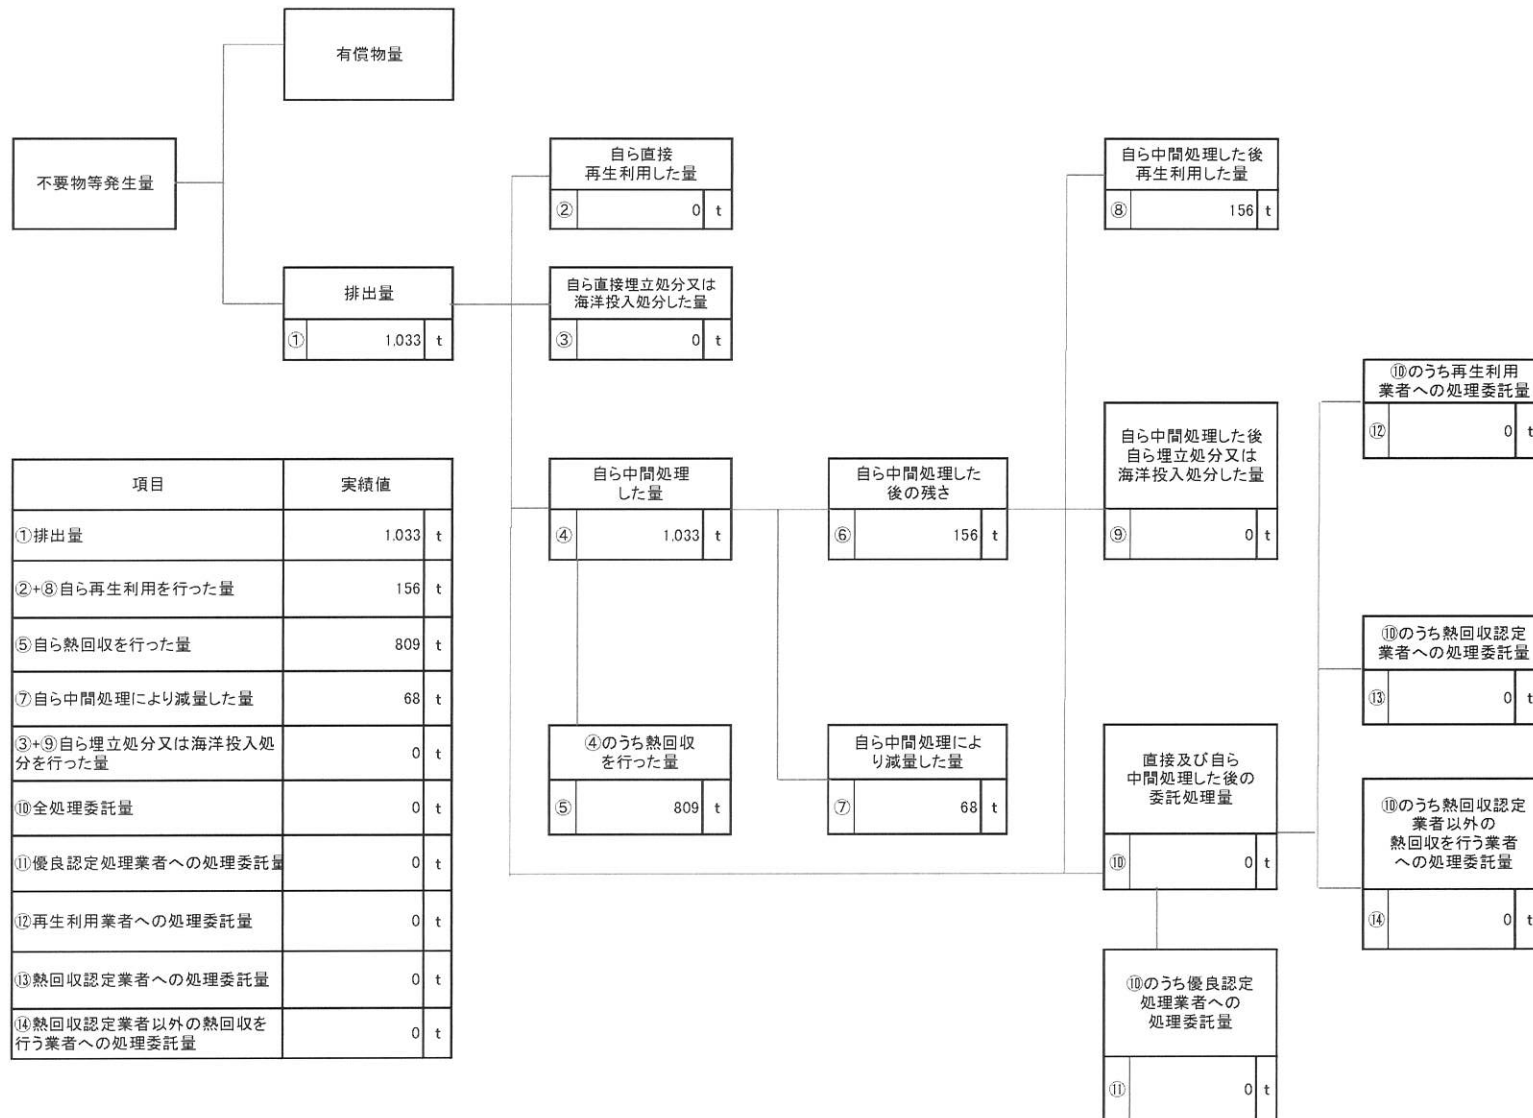 有償物量
不要物等発生量
排出量
① 1,033 t
自ら直接
再生利用した量
② 0 t
自ら直接埋立処分又は
海洋投入処分した量
③ 0 t
自ら中間処理
した量
④ 1,033 t
④のうち熱回収
を行った量
⑤ 809 t
自ら中間処理した
後の残さ
⑥ 156 t
自ら中間処理によ
り減量した量
⑦ 68 t
自ら中間処理した後
再生利用した量
⑧ 156 t
自ら中間処理した後
自ら埋立処分又は
海洋投入処分した量
⑨ 0 t
直接及び自ら
中間処理した後の
委託処理量
⑩ 0 t
⑩のうち優良認定
処理業者への
処理委託量
⑪ 0 t
⑩のうち再生利用
業者への処理委託量
⑫ 0 t
⑩のうち熱回収認定
業者への処理委託量
⑬ 0 t
⑩のうち熱回収認定
業者以外の
熱回収を行う業者
への処理委託量
⑭ 0 t
項目 実績値
①排出量 1,033 t
②+⑧自ら再生利用を行った量 156 t
⑤自ら熱回収を行った量 809 t
⑦自ら中間処理により減量した量 68 t
③+⑨自ら埋立処分又は海洋投入処
分を行った量 0 t
⑩全処理委託量 0 t
⑪優良認定処理業者への処理委託量 0 t
⑫再生利用業者への処理委託量 0 t
⑬熱回収認定業者への処理委託量 0 t
⑭熱回収認定業者以外の熱回収を
行う業者への処理委託量 0 t